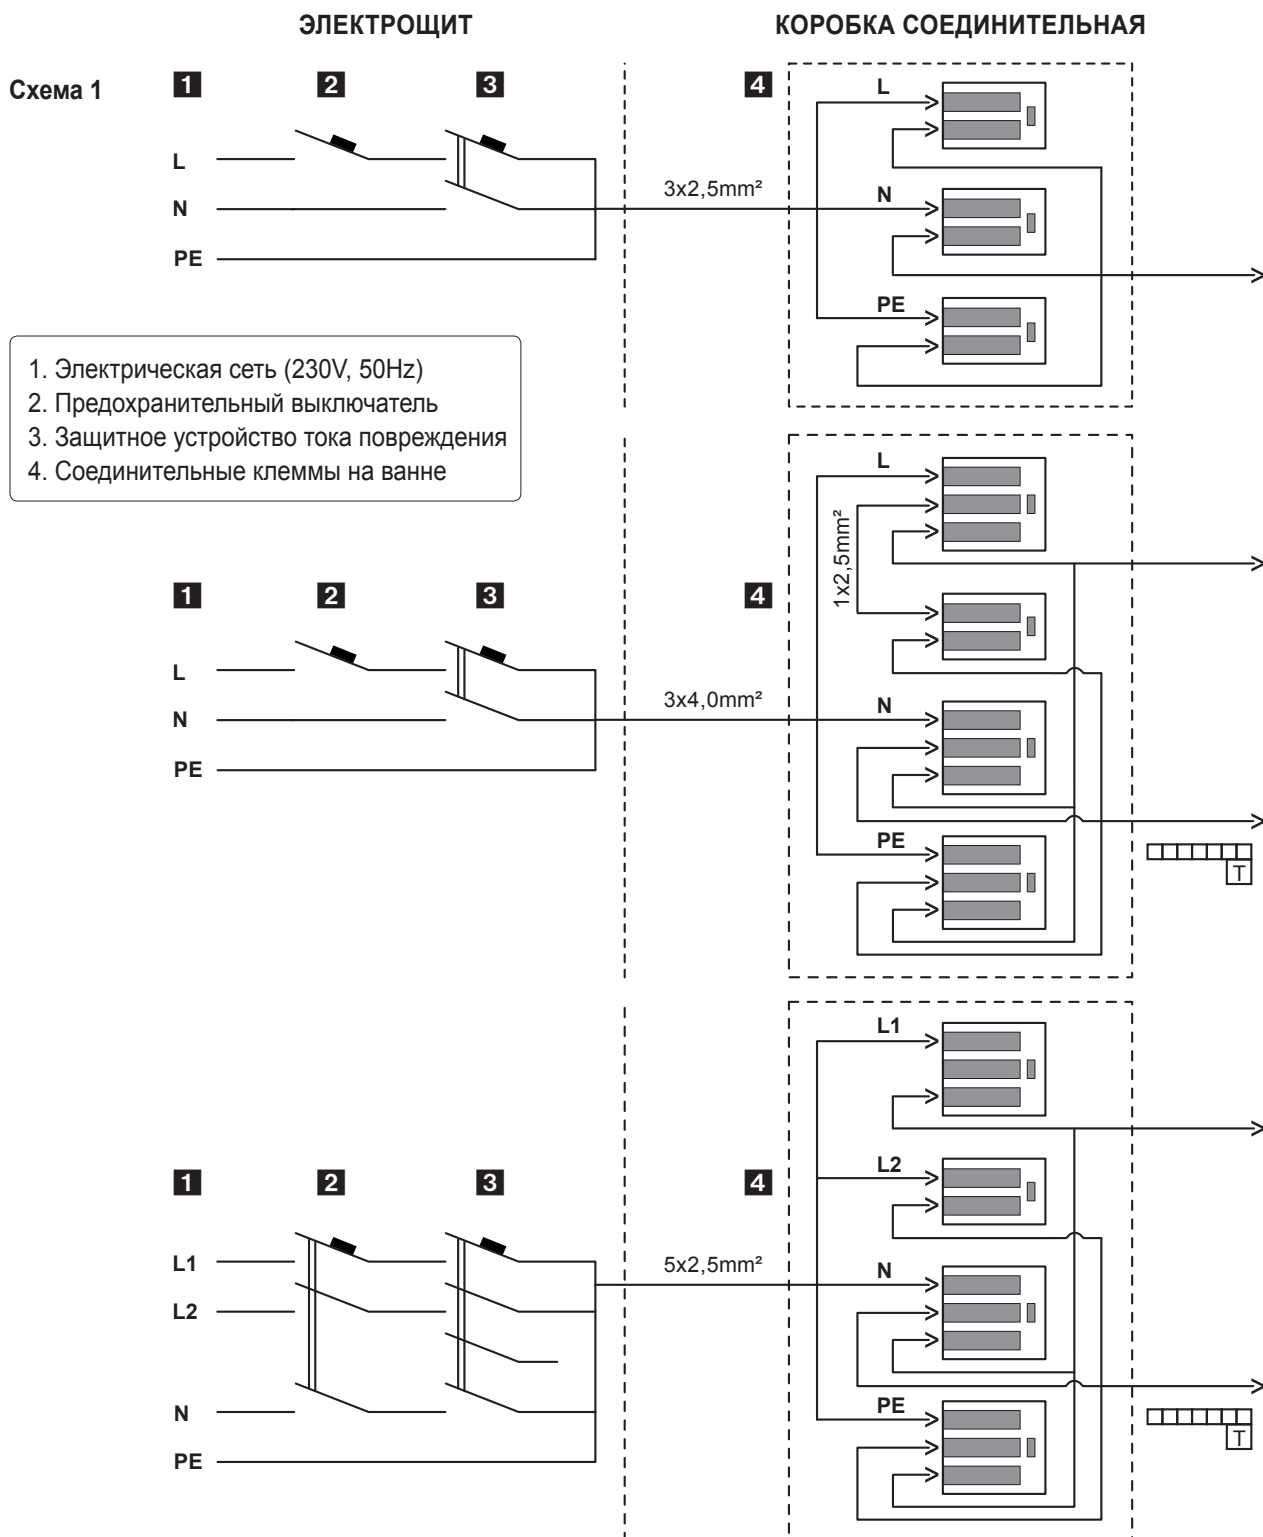 ЭЛЕКТРОЩИТ
КОРОБКА СОЕДИНИТЕЛЬНАЯ
Схема 1
1
2
3
4
L
N
PE
3x2,5mm²
L
N
PE
1. Электрическая сеть (230V, 50Hz)
2. Предохранительный выключатель
3. Защитное устройство тока повреждения
4. Соединительные клеммы на ванне
1
2
3
4
L
N
PE
3x4,0mm²
L
1x2,5mm²
N
PE
T
1
2
3
4
L1
L2
N
PE
5x2,5mm²
L1
L2
N
PE
T